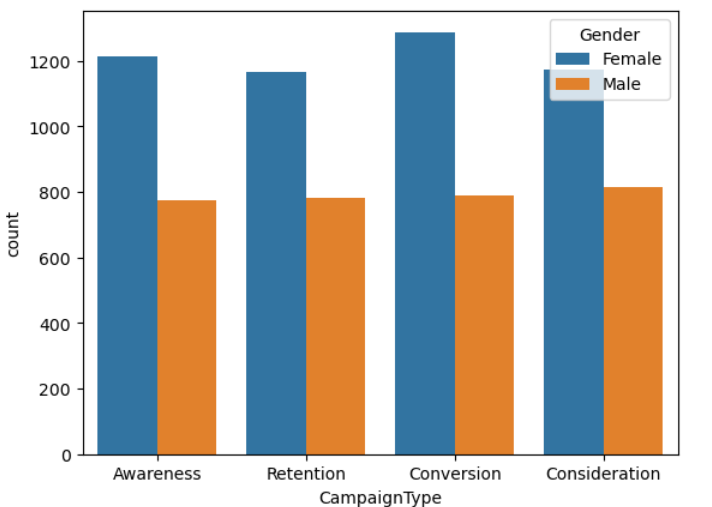 Gender
Female
Male
1200
1000
800
600
400
200
0
count
Awareness
Retention
Conversion
Consideration
CampaignType